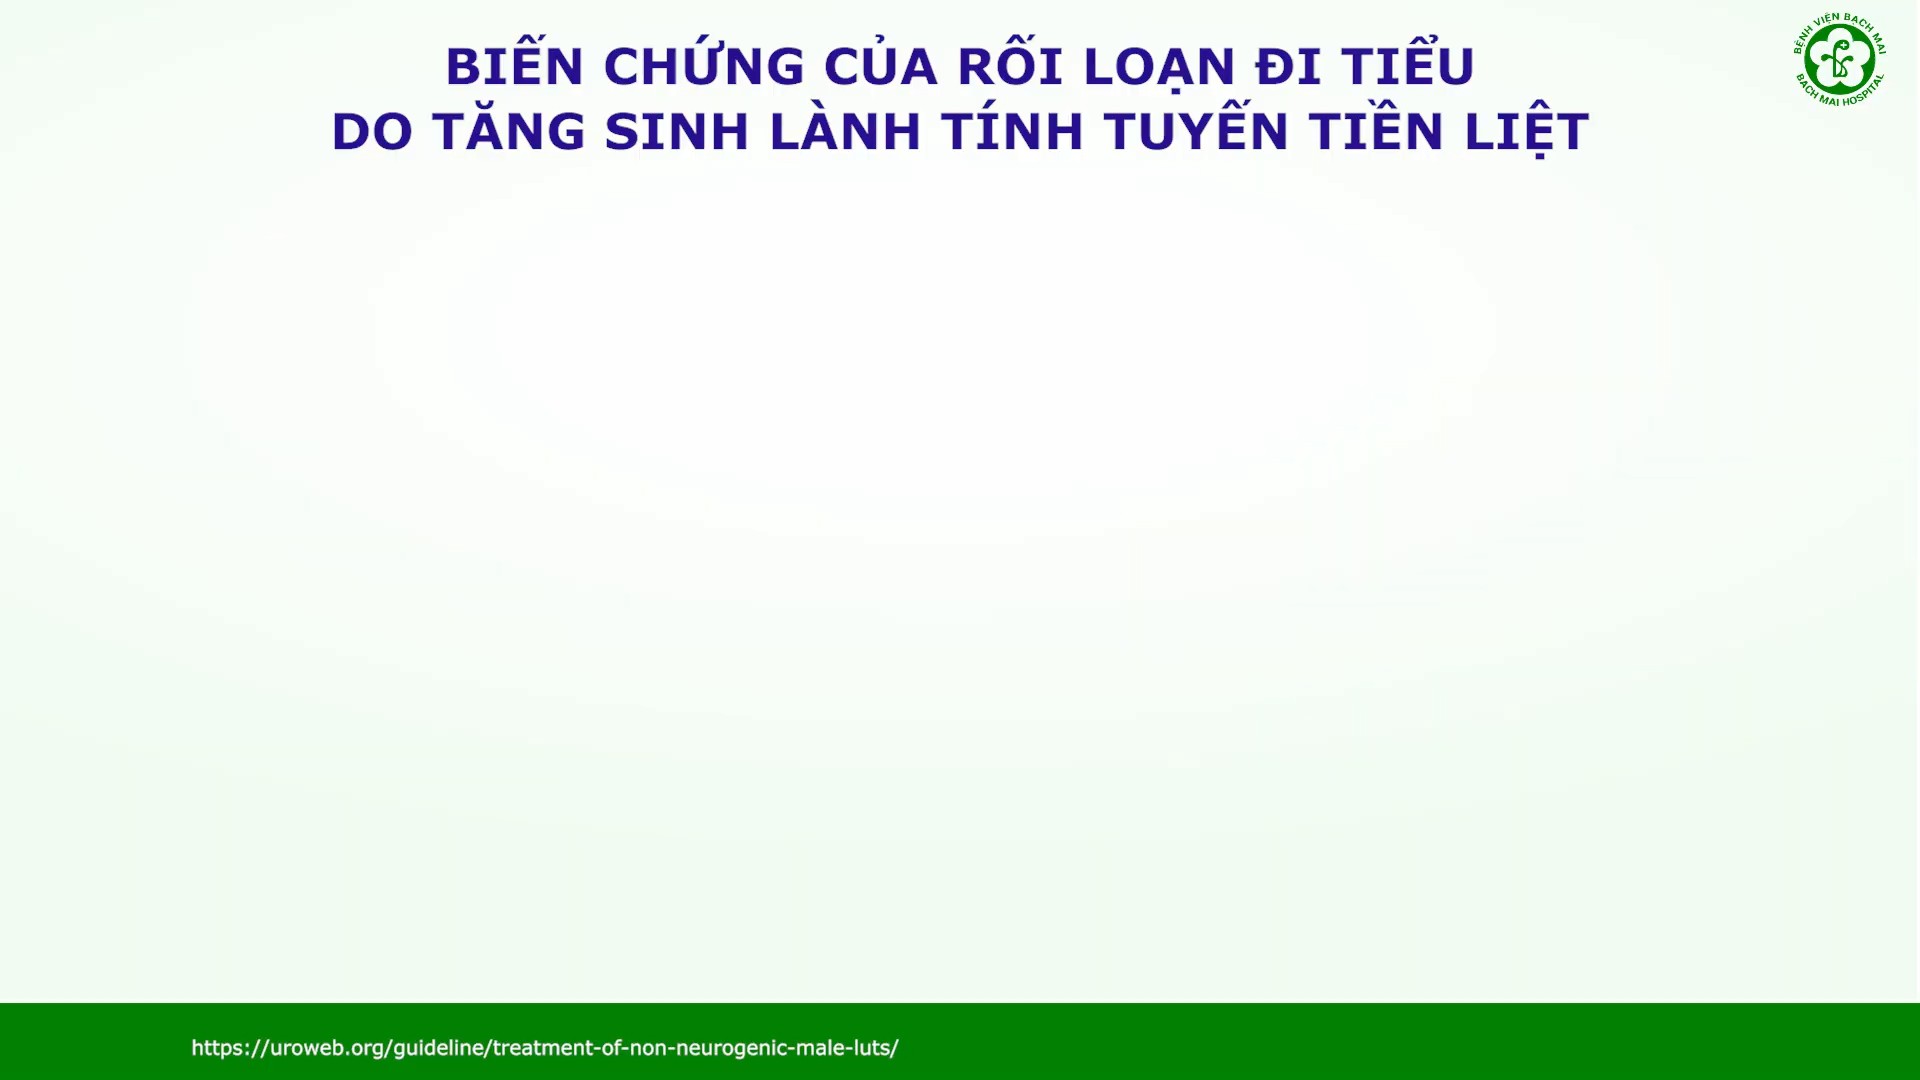 BIẾN CHỨNG CỦA RỐI LOẠN ĐI TIỂU
DO TĂNG SINH LÀNH TÍNH TUYẾN TIỀN LIỆT
BỆNH VIỆN BẠCH MAI
BACH MAI HOSPITAL
https://uroweb.org/guideline/treatment-of-non-neurogenic-male-luts/